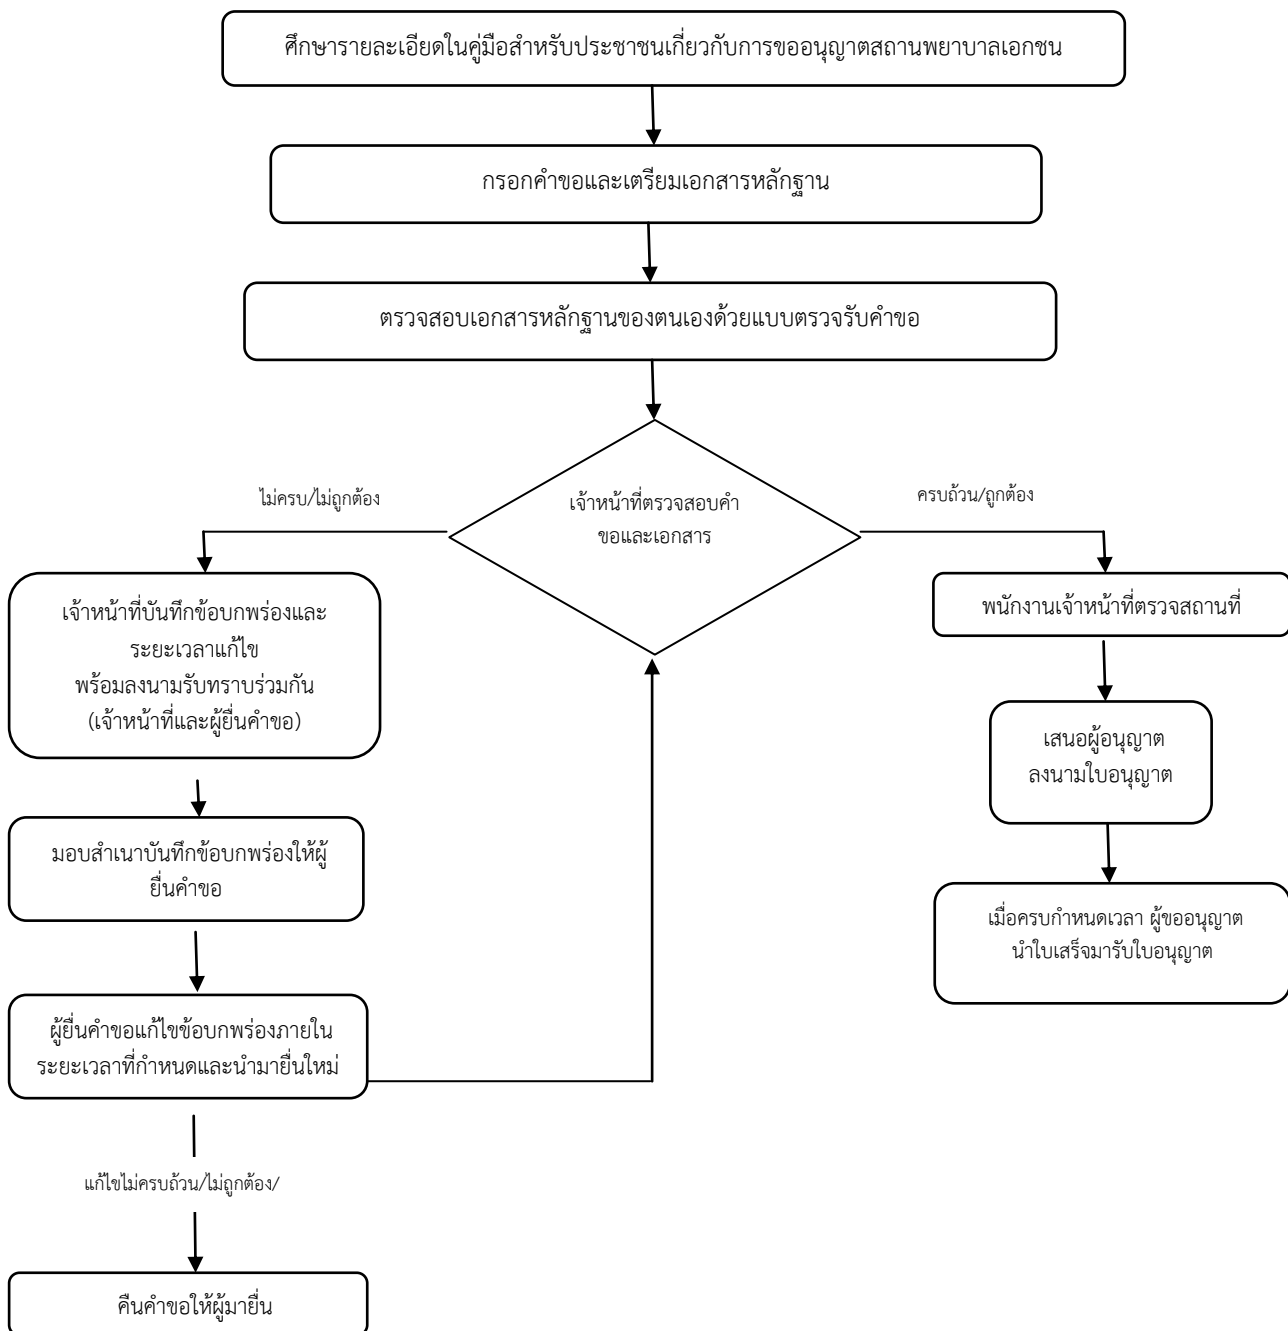 ศึกษารายละเอียดในคู่มือสำหรับประชาชนเกี่ยวกับการขออนุญาตสถานพยาบาลเอกชน
กรอกคำขอและเตรียมเอกสารหลักฐาน
ตรวจสอบเอกสารหลักฐานของตนเองด้วยแบบตรวจรับคำขอ
ไม่ครบ/ไม่ถูกต้อง
เจ้าหน้าที่ตรวจสอบคำ
ขอและเอกสาร
ครบถ้วน/ถูกต้อง
เจ้าหน้าที่บันทึกข้อบกพร่องและ
ระยะเวลาแก้ไข
พร้อมลงนามรับทราบร่วมกัน
(เจ้าหน้าที่และผู้ยื่นคำขอ)
มอบสำเนาบันทึกข้อบกพร่องให้ผู้
ยื่นคำขอ
ผู้ยื่นคำขอแก้ไขข้อบกพร่องภายใน
ระยะเวลาที่กำหนดและนำมายื่นใหม่
แก้ไขไม่ครบถ้วน/ไม่ถูกต้อง/
คืนคำขอให้ผู้มายื่น
พนักงานเจ้าหน้าที่ตรวจสถานที่
เสนอผู้อนุญาต
ลงนามใบอนุญาต
เมื่อครบกำหนดเวลา ผู้ขออนุญาต
นำใบเสร็จมารับใบอนุญาต